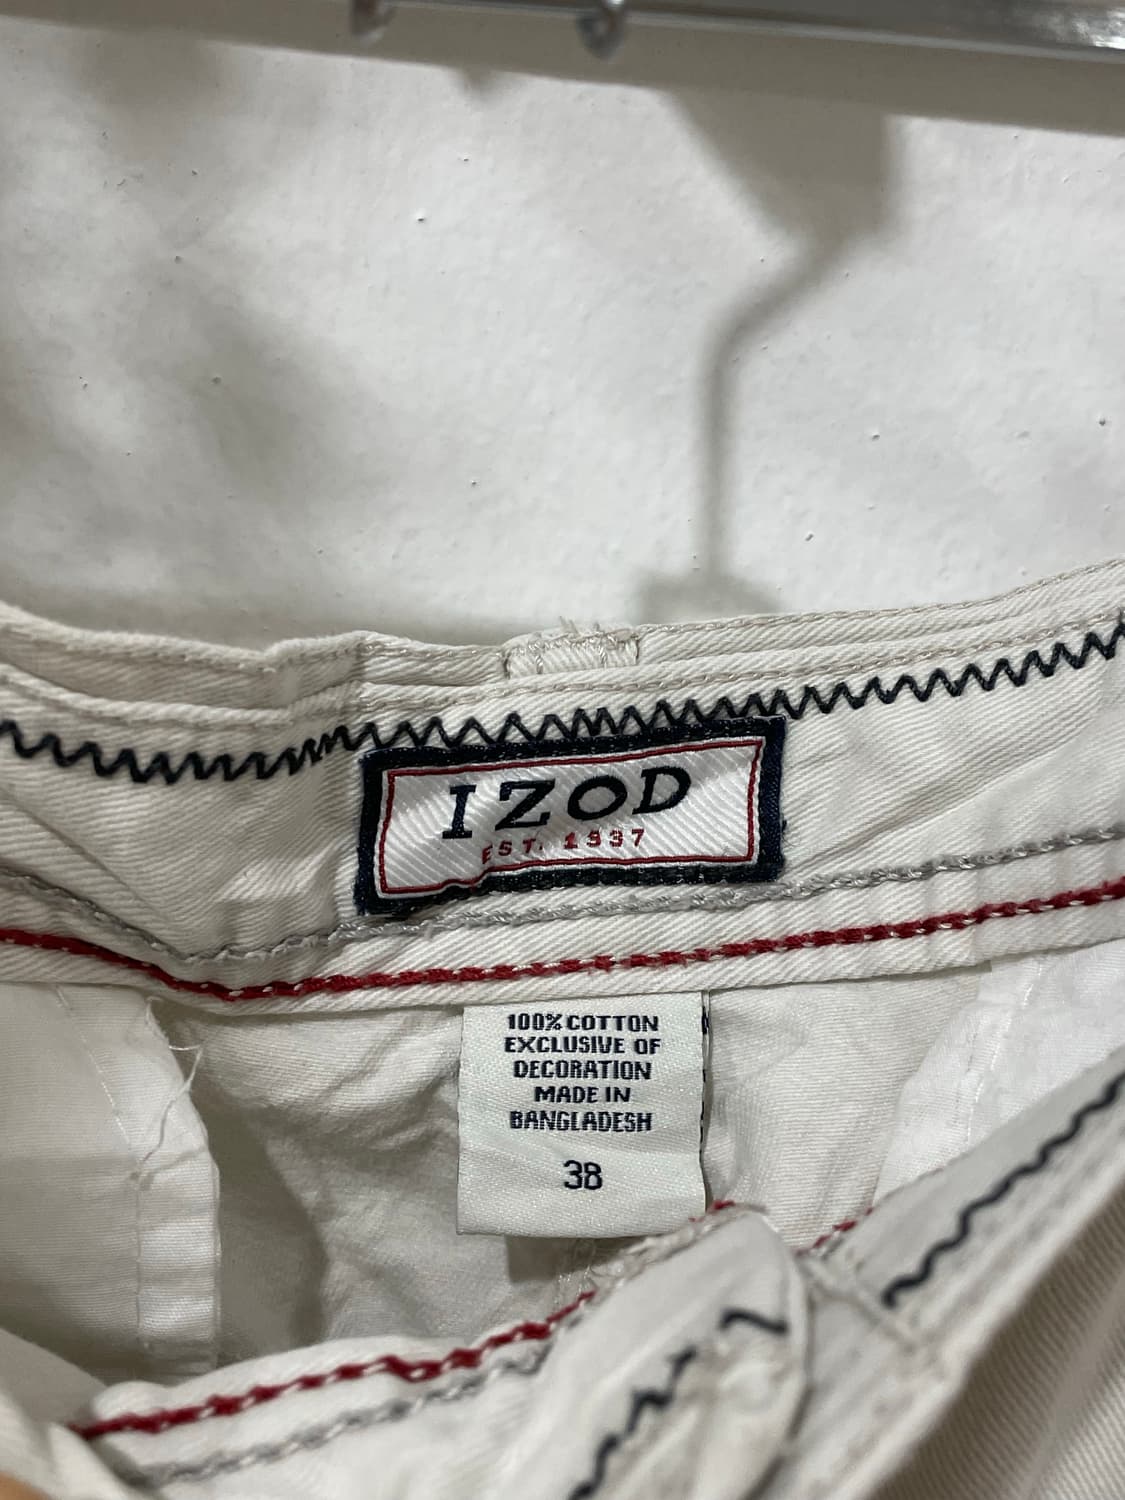 IZOD
EST. 1937
100% COTTON
EXCLUSIVE OF
DECORATION
MADE IN
BANGLADESH
38